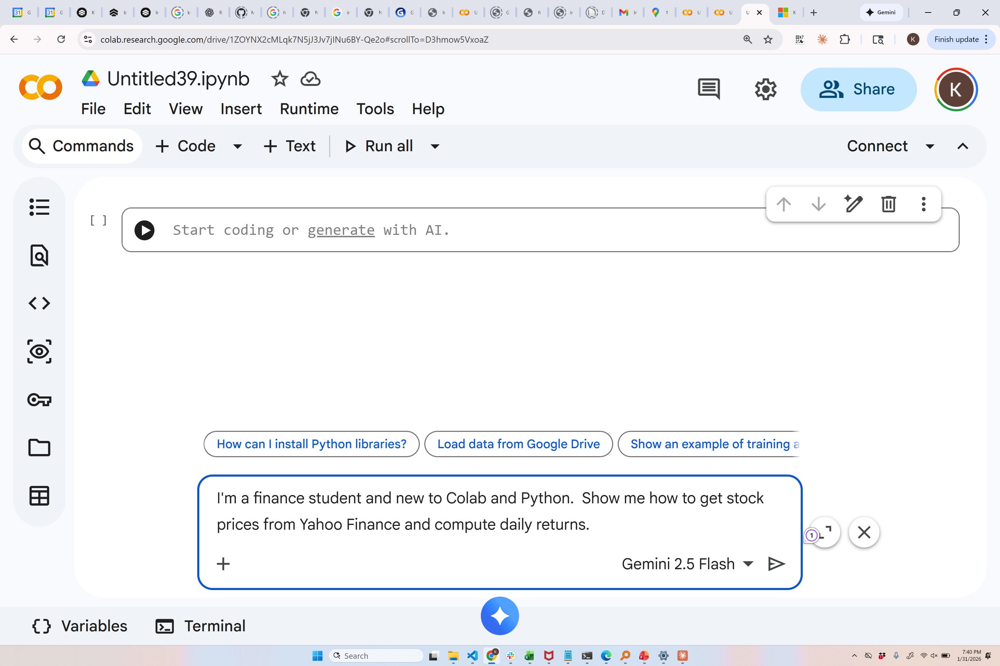 G
G
K
b
Ir
k
R
M
h
N
ir
N
G
Ir
U
G
fr
ir
D
Ir
1
U
U
U
K
Gemini
colab.research.google.com/drive/1ZOYNX2cMLqk7N5jJ3Jv7jINu6BY-Qe2o#scrollTo=D3hmow5VxoaZ
K
Finish update
Untitled39.ipynb
Share
K
File Edit View Insert Runtime Tools Help
Commands
+ Code
+ Text
Run all
Connect
[ ]
Start coding or generate with AI.
How can I install Python libraries?
Load data from Google Drive
Show an example of training a
I'm a finance student and new to Colab and Python. Show me how to get stock
prices from Yahoo Finance and compute daily returns.
1
Gemini 2.5 Flash
Variables
Terminal
Search
7:40 PM
1/31/2026